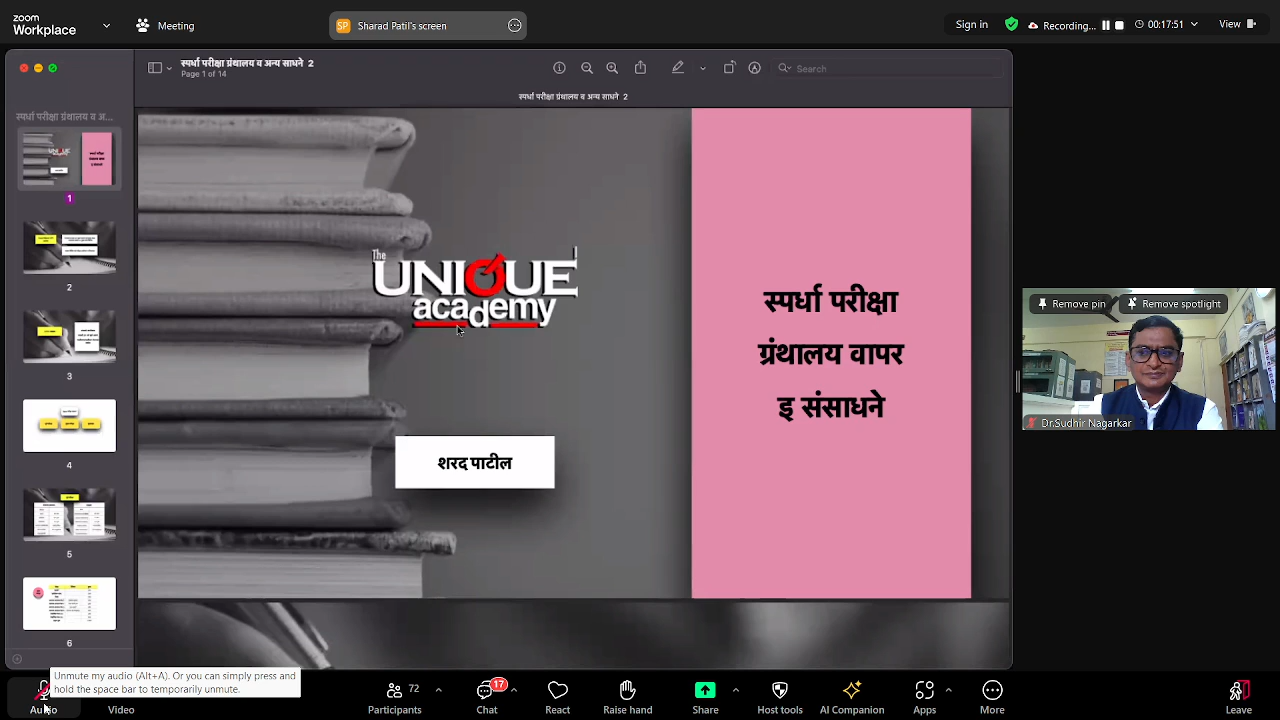 zoom
Workplace
Meeting
SP Sharad Patil's screen
Sign in
Recording...
00:17:51
View
स्पर्धा परीक्षा ग्रंथालय व अन्य साधने 2
Page 1 of 14
Search
स्पर्धा परीक्षा ग्रंथालय व अन्य साधने 2
स्पर्धा परीक्षा ग्रंथालय व अ...
1
2
3
4
5
6
The
UNIQUE
academy
शरद पाटील
स्पर्धा परीक्षा
ग्रंथालय वापर
इ संसाधने
Remove pin
Remove spotlight
Dr.Sudhir Nagarkar
Unmute my audio (Alt+A). Or you can simply press and
hold the space bar to temporarily unmute.
Audio
Video
72
Participants
17
Chat
React
Raise hand
Share
Host tools
AI Companion
Apps
More
Leave